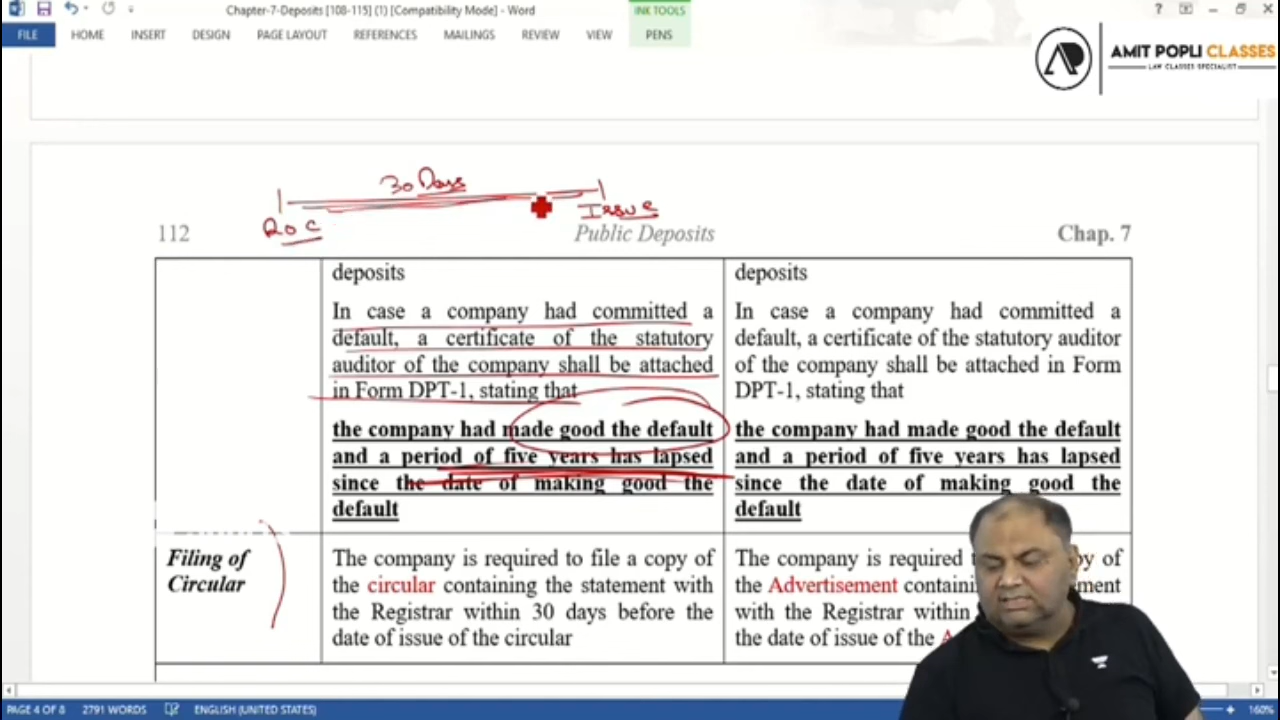 Chapter-7-Deposits [108-115] (1) [Compatibility Mode] - Word
INK TOOLS
FILE HOME INSERT DESIGN PAGE LAYOUT REFERENCES MAILINGS REVIEW VIEW PENS
AMIT POPLI CLASSES
LAW CLASSES SPECIALIST
30 Days
ROC
Issue
112 Public Deposits Chap. 7
deposits
In case a company had committed a
default, a certificate of the statutory
auditor of the company shall be attached
in Form DPT-1, stating that
the company had made good the default
and a period of five years has lapsed
since the date of making good the
default
deposits
In case a company had committed a
default, a certificate of the statutory auditor
of the company shall be attached in Form
DPT-1, stating that
the company had made good the default
and a period of five years has lapsed
since the date of making good the
default
Filing of
Circular
The company is required to file a copy of
the circular containing the statement with
the Registrar within 30 days before the
date of issue of the circular
The company is required of
the Advertisement
with the Registrar within
the date of issue of the
PAGE 4 OF 8 2791 WORDS ENGLISH (UNITED STATES) 160%